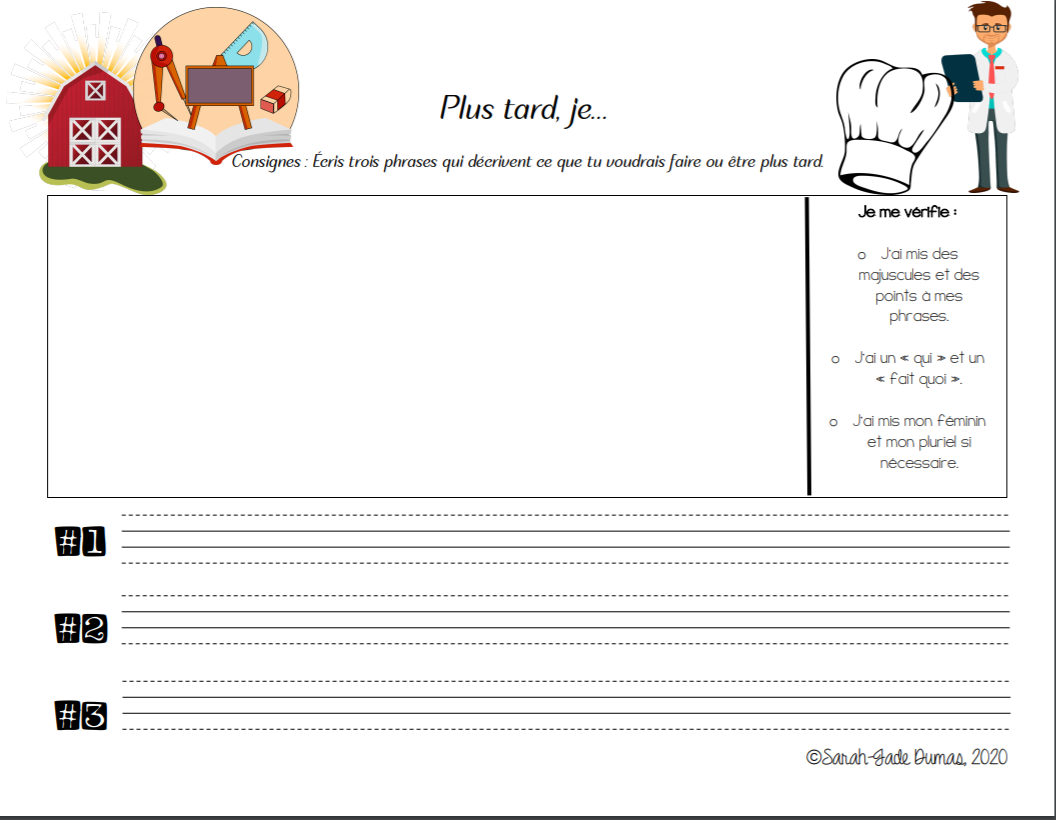 Plus tard, je...
Consignes : Écris trois phrases qui décrivent ce que tu voudrais faire ou être plus tard.
Je me vérifie :
o J'ai mis des
majuscules et des
points à mes
phrases.
o J'ai un « qui » et un
« fait quoi ».
o J'ai mis mon féminin
et mon pluriel si
nécessaire.
#1
#2
#3
©Sarah-Jade Dumas, 2020